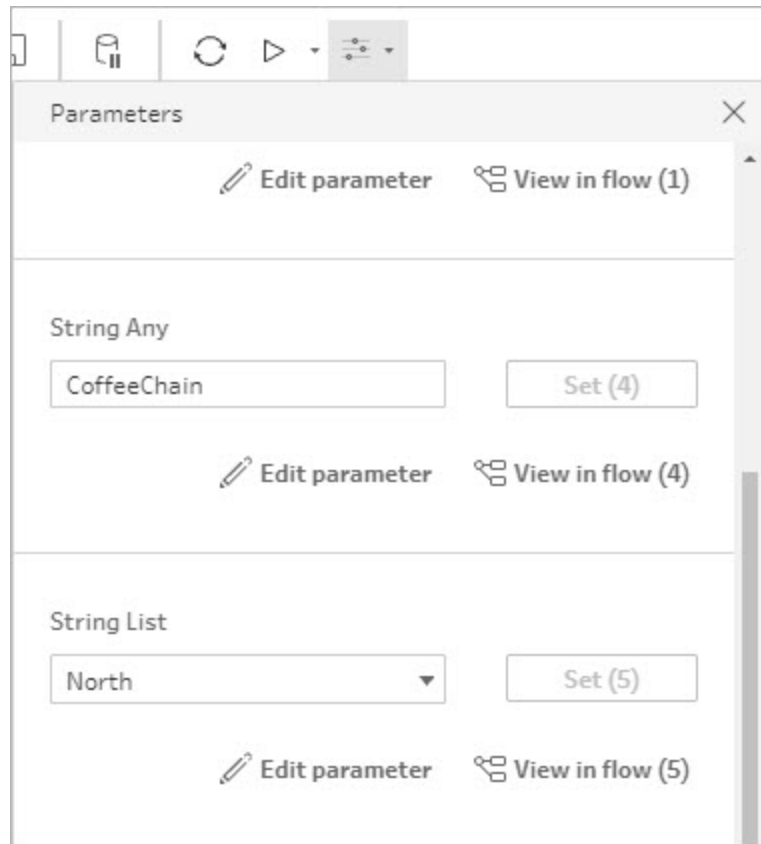 Parameters
Edit parameter View in flow (1)
String Any
CoffeeChain Set (4)
Edit parameter View in flow (4)
String List
North Set (5)
Edit parameter View in flow (5)